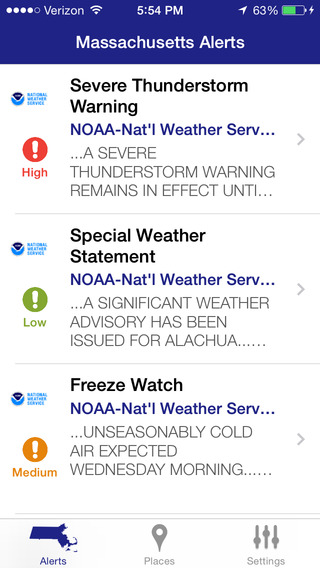 Verizon 5:54 PM 63%
Massachusetts Alerts
Severe Thunderstorm
Warning
NATIONAL
WEATHER
SERVICE
NOAA-Nat'l Weather Serv...
High
...A SEVERE
THUNDERSTORM WARNING
REMAINS IN EFFECT UNTI...
Special Weather
Statement
NATIONAL
WEATHER
SERVICE
NOAA-Nat'l Weather Serv...
Low
...A SIGNIFICANT WEATHER
ADVISORY HAS BEEN
ISSUED FOR ALACHUA......
Freeze Watch
NATIONAL
WEATHER
SERVICE
NOAA-Nat'l Weather Serv...
Medium
...UNSEASONABLY COLD
AIR EXPECTED
WEDNESDAY MORNING......
Alerts Places Settings